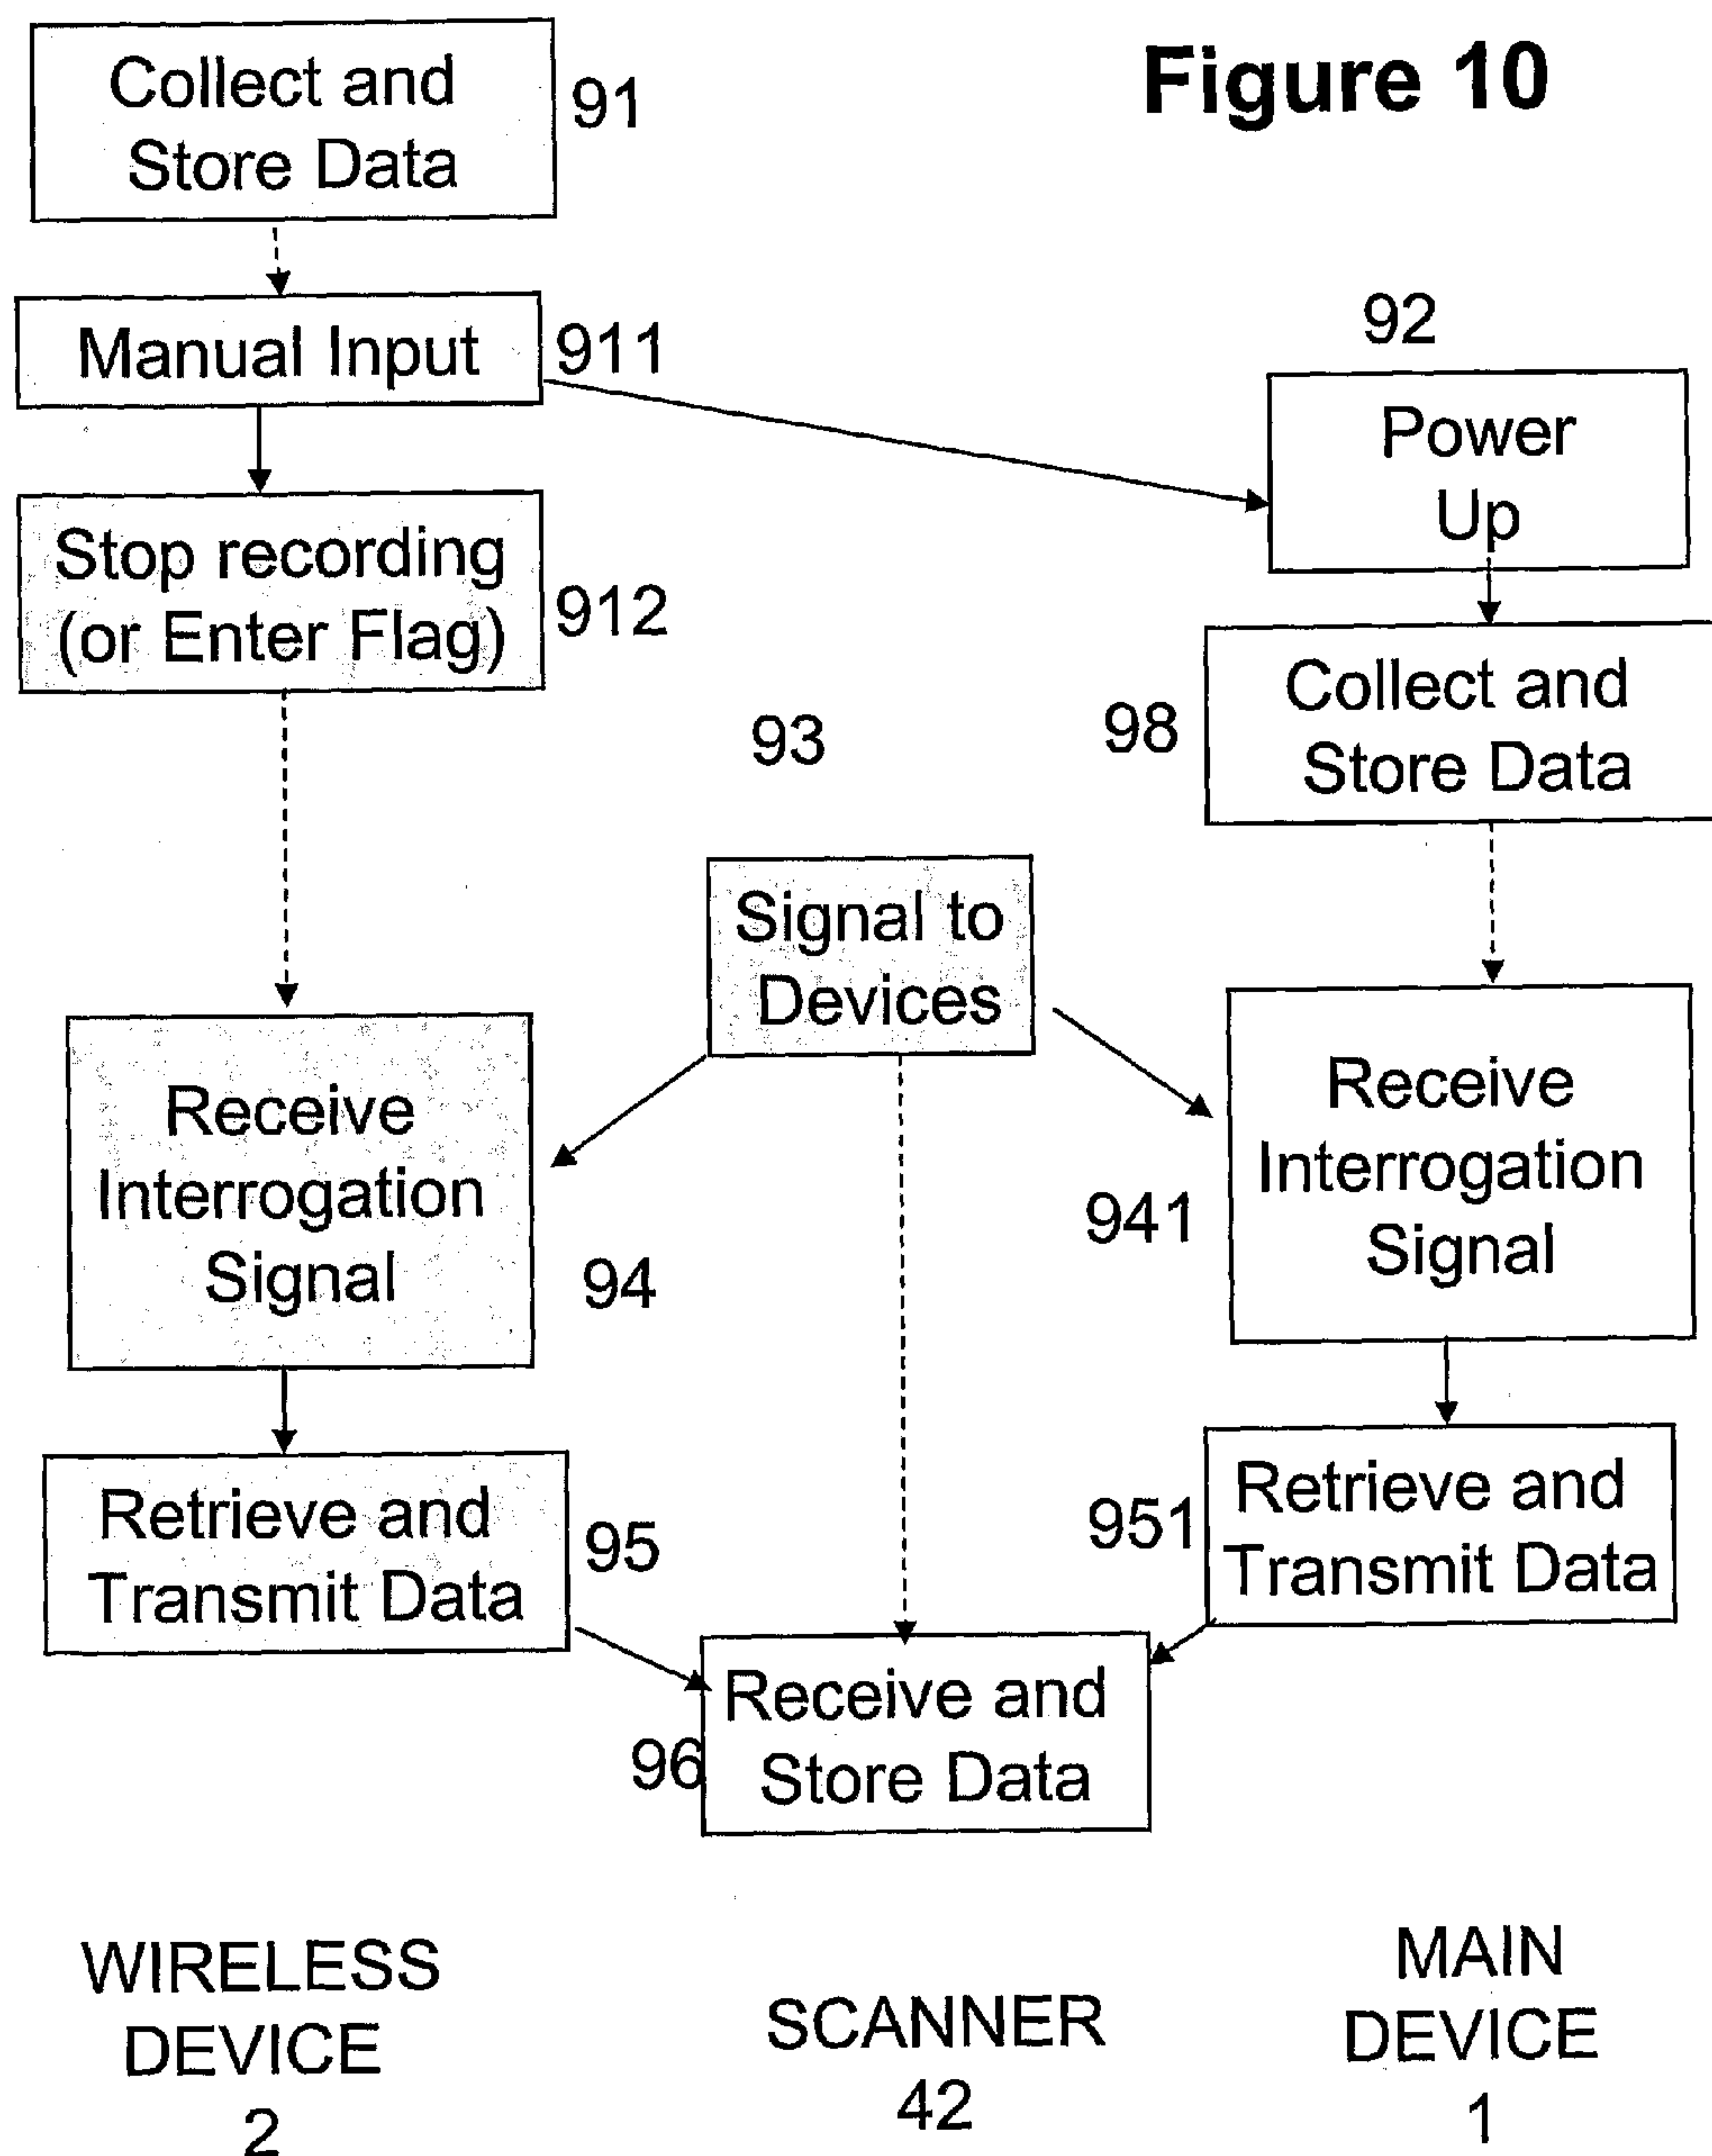 Figure 10
Collect and
Store Data
91
Manual Input
911
92
Power
Up
Stop recording
(or Enter Flag)
912
93
98
Collect and
Store Data
Signal to
Devices
Receive
Interrogation
Signal
94
941
Receive
Interrogation
Signal
Retrieve and
Transmit Data
95
951
Retrieve and
Transmit Data
96
Receive and
Store Data
WIRELESS
DEVICE
2
SCANNER
42
MAIN
DEVICE
1